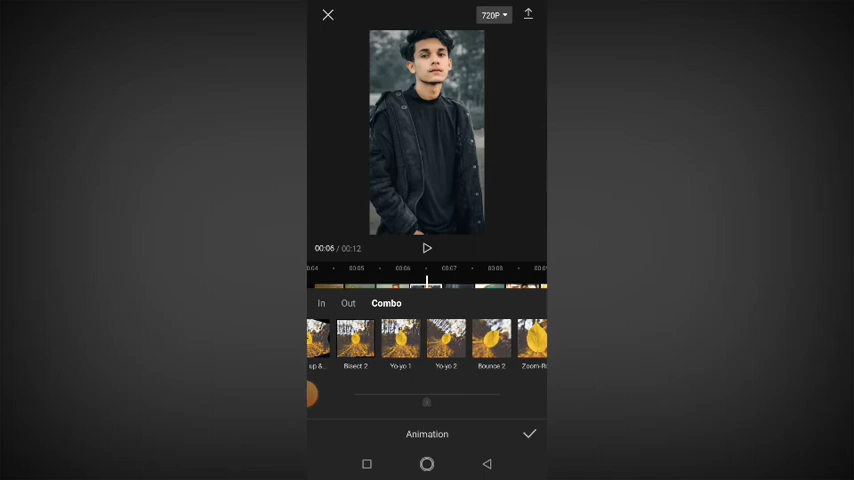 720P
00:06 / 00:12
00:05 00:06 00:07 00:08
In Out Combo
up &... Bisect 2 Yo-yo 1 Yo-yo 2 Bounce 2
Animation